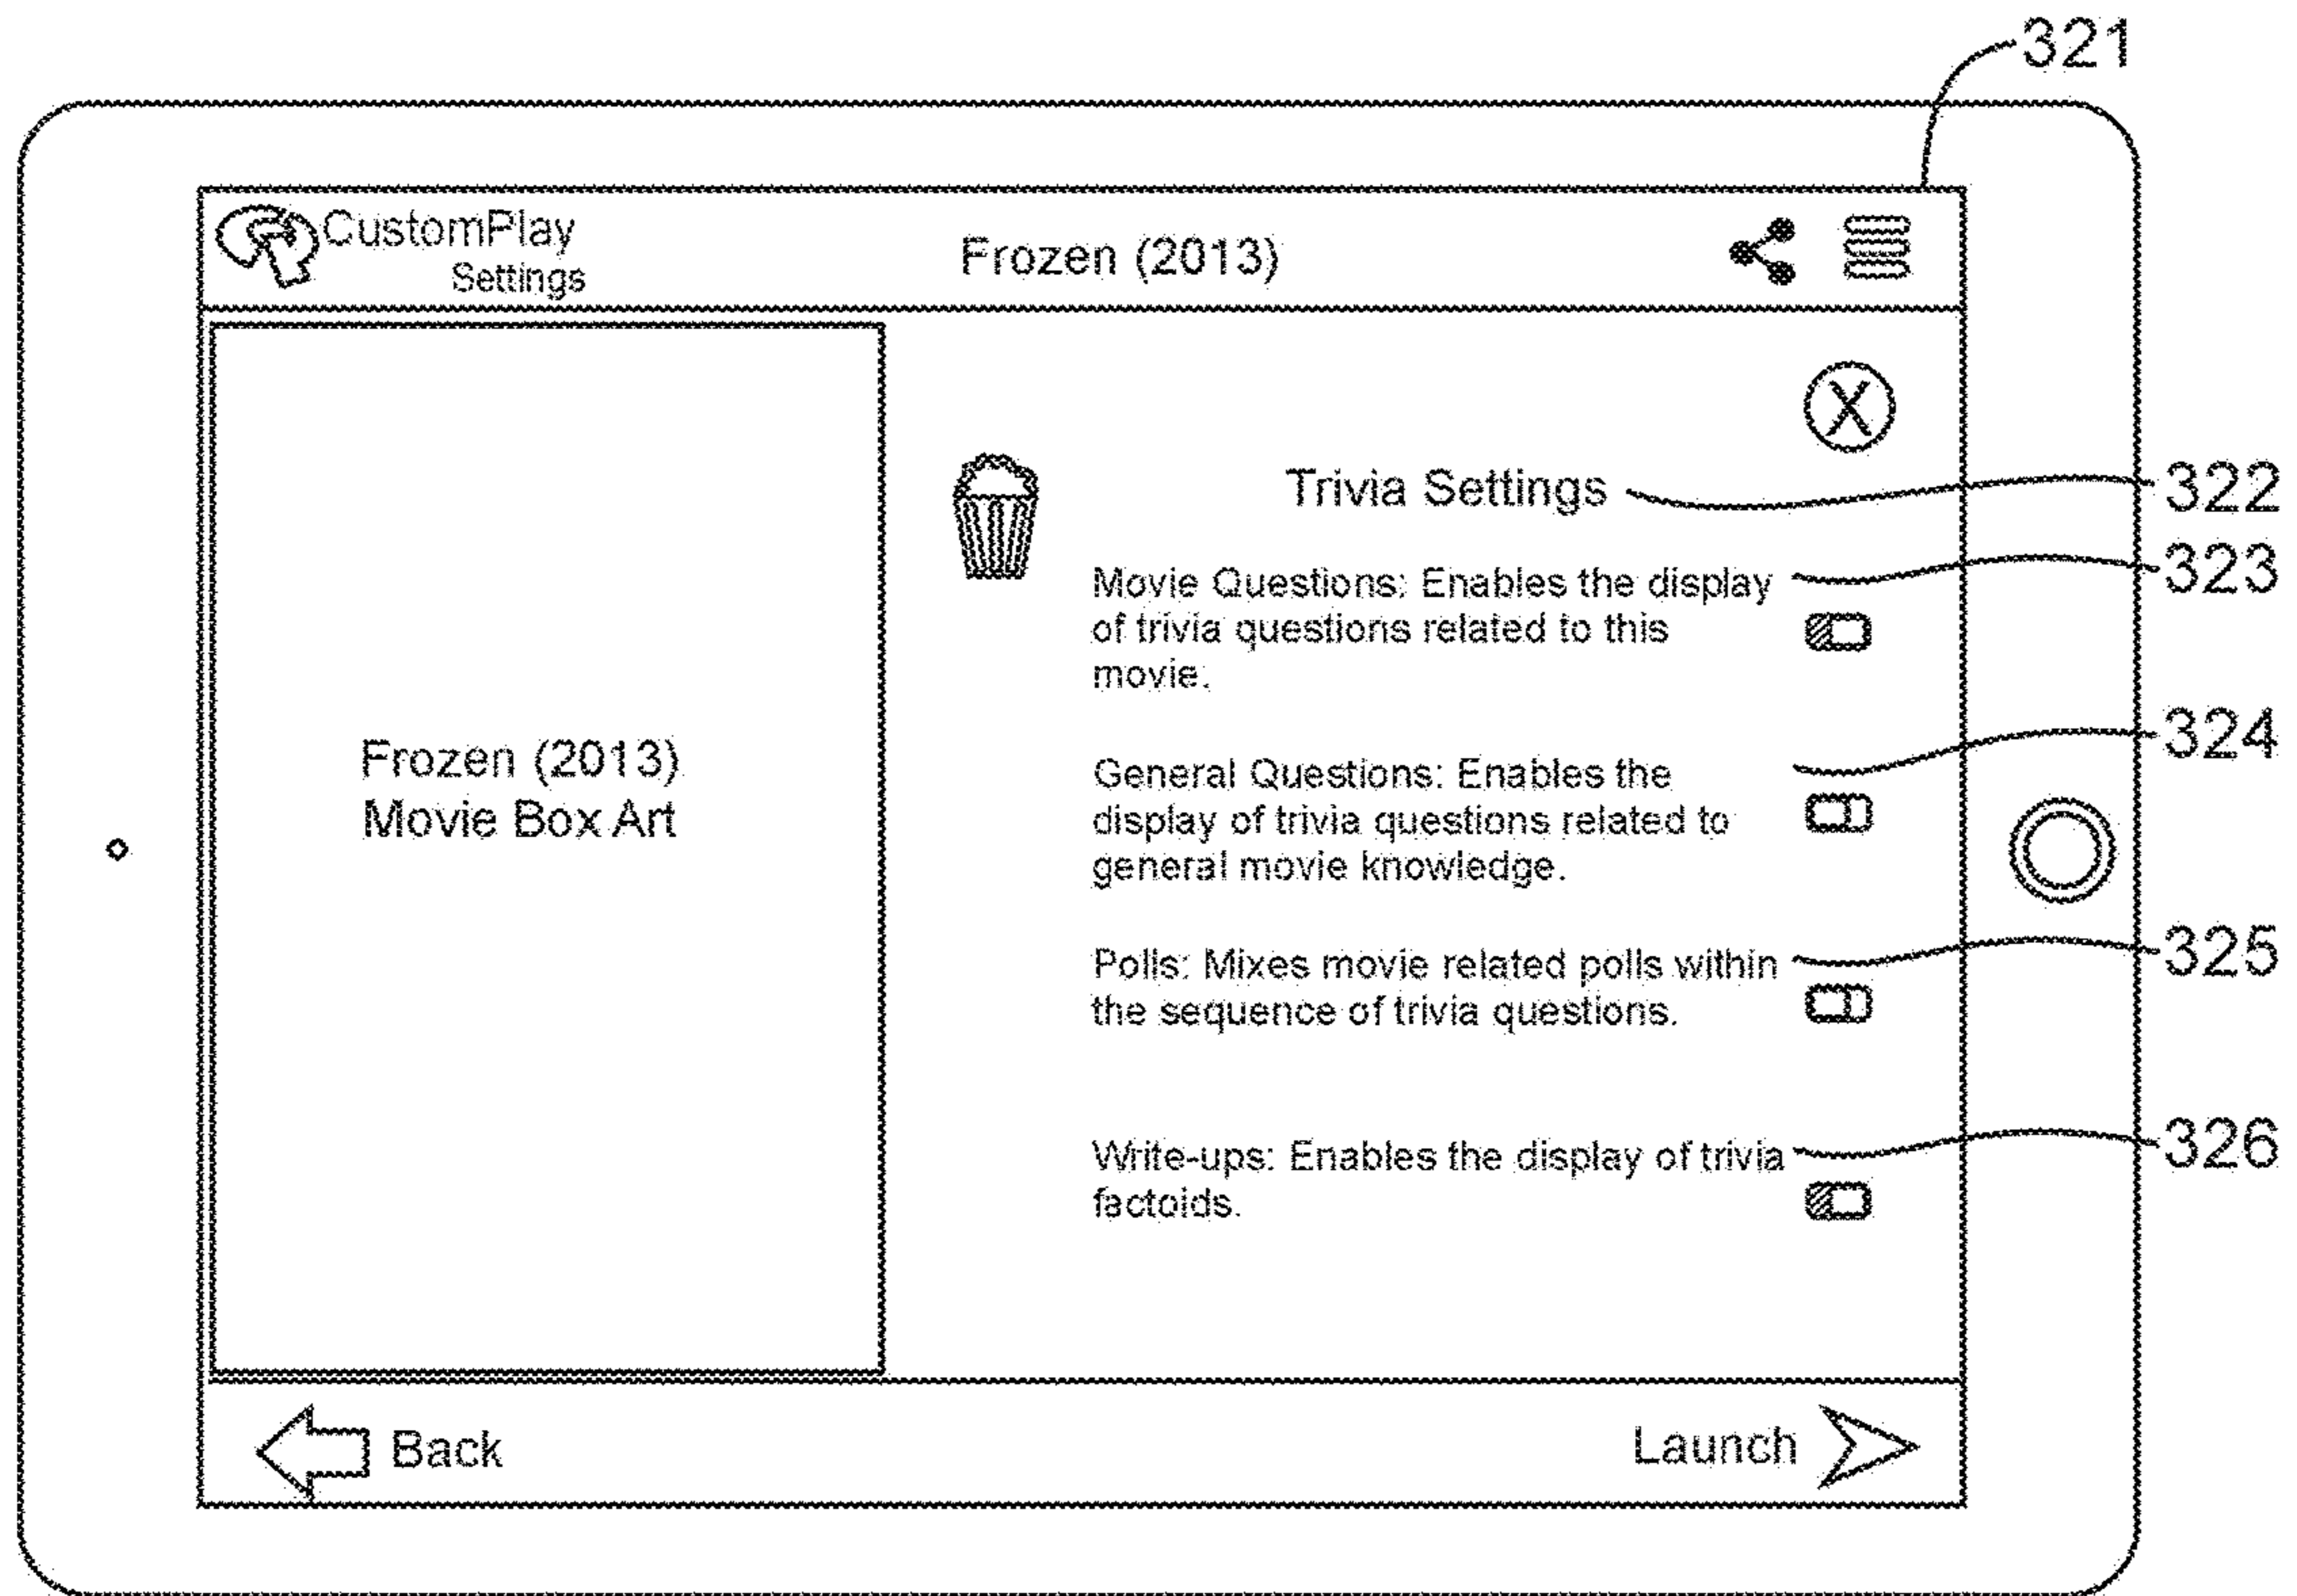 321
CustomPlay
Settings
Frozen (2013)
X
Trivia Settings
322
Movie Questions: Enables the display
of trivia questions related to this
movie.
323
General Questions: Enables the
display of trivia questions related to
general movie knowledge.
324
Frozen (2013)
Movie Box Art
Polls: Mixes movie related polls within
the sequence of trivia questions.
325
Write-ups: Enables the display of trivia
factoids.
326
Back
Launch